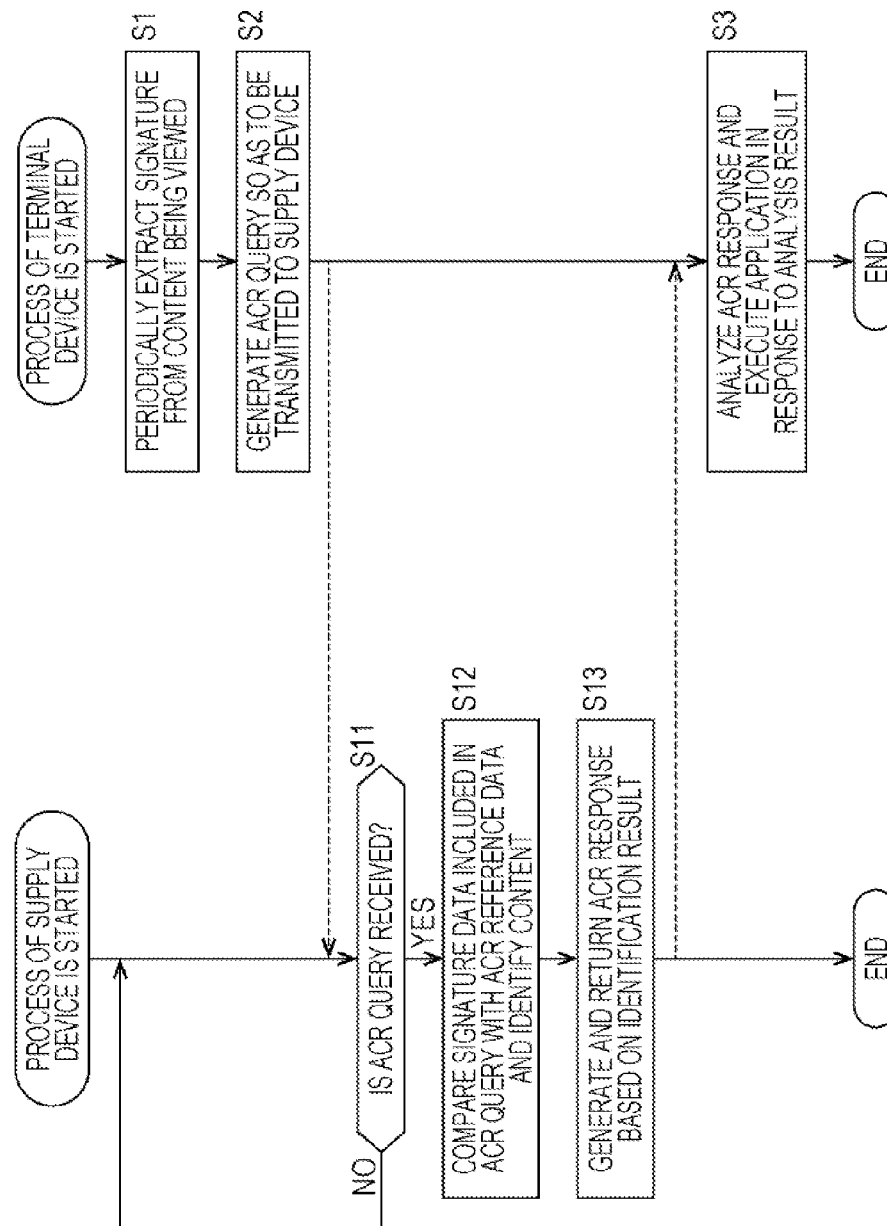 PROCESS OF SUPPLY
DEVICE IS STARTED
S11
IS ACR QUERY RECEIVED?
NO
YES
S12
COMPARE SIGNATURE DATA INCLUDED IN
ACR QUERY WITH ACR REFERENCE DATA
AND IDENTIFY CONTENT
S13
GENERATE AND RETURN ACR RESPONSE
BASED ON IDENTIFICATION RESULT
END
PROCESS OF TERMINAL
DEVICE IS STARTED
S1
PERIODICALLY EXTRACT SIGNATURE
FROM CONTENT BEING VIEWED
S2
GENERATE ACR QUERY SO AS TO BE
TRANSMITTED TO SUPPLY DEVICE
S3
ANALYZE ACR RESPONSE AND
EXECUTE APPLICATION IN
RESPONSE TO ANALYSIS RESULT
END